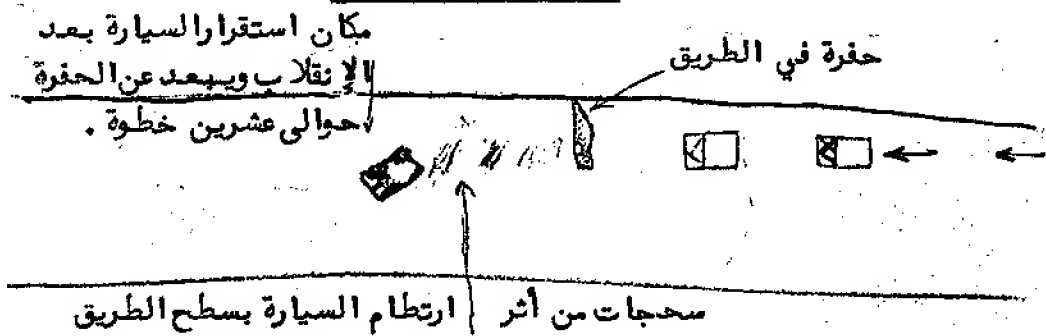 مكان استقرار السيارة بعد
الإنقلاب ويبعد عن الحفرة
حوالى عشرين خطوة .
حفرة في الطريق
سحجات من أثر ارتطام السيارة بسطح الطريق